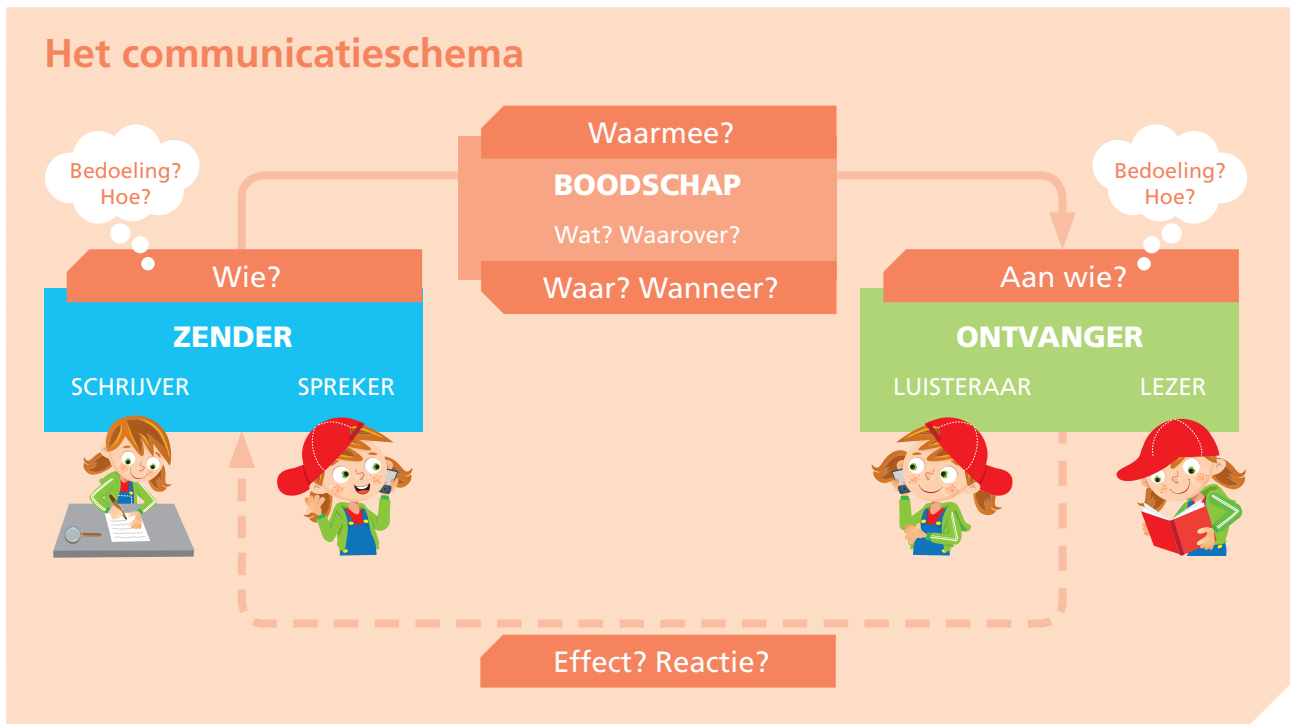 Het communicatieschema
Bedoeling?
Hoe?
Wie?
ZENDER
SCHRIJVER SPREKER
Waarmee?
BOODSCHAP
Wat? Waarover?
Waar? Wanneer?
Bedoeling?
Hoe?
Aan wie?
ONTVANGER
LUISTERAAR LEZER
Effect? Reactie?